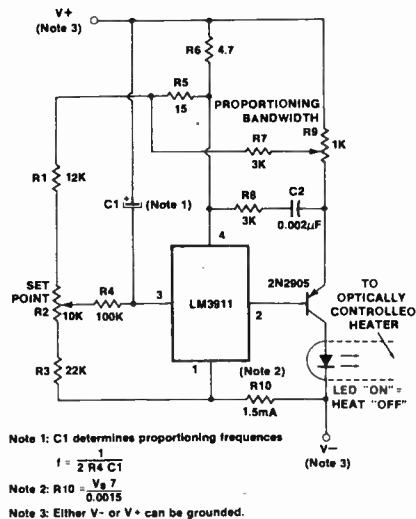 V+
(Note 3)
R6
4.7
R5
15
PROPORTIONING
BANDWIDTH
R9
1K
R7
3K
R1
12K
C1
+
(Note 1)
R8
3K
C2
0.002µF
4
SET
POINT
R2
10K
R4
100K
3
LM3911
2
2N2905
TO
OPTICALLY
CONTROLLED
HEATER
1
(Note 2)
R10
1.5mA
R3
22K
LED "ON"=
HEAT "OFF"
V−
(Note 3)
Note 1: C1 determines proportioning frequences
f = 1
2 R4 C1
Note 2: R10 = Vs 7
0.0015
Note 3: Either V− or V+ can be grounded.